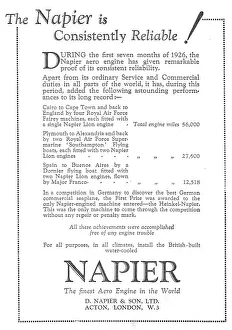 The Napier is
Consistently Reliable!
DURING the first seven months of 1926, the
Napier aero engine has given remarkable
proof of its consistent reliability.
Apart from its ordinary Service and Commercial
duties in all parts of the world, it has, during this
period, added the following astounding perform-
ances to its long record:—
Cairo to Cape Town and back to
England by four Royal Air Force
Fairey machines, each fitted with
a single Napier Lion engine - Total engine miles 56,000
Plymouth to Alexandria and back
by two Royal Air Force Super-
marine "Southampton" flying
boats, each fitted with two Napier
Lion engines - - - - „ „ „ 27,600
Spain to Buenos Aires by a
Dornier flying boat fitted with
two Napier Lion engines, flown
by Major Franco - - - - „ „ „ 12,518
In a competition in Germany to discover the best German
commercial seaplane, the First Prize was awarded to the
only Napier-engined machine entered—the Heinkel-Napier.
This was the only machine to come through the competition
without any repair or penalty mark.
All these achievements were accomplished
free of any engine trouble
For all purposes, in all climates, install the British-built
water-cooled
NAPIER
The finest Aero Engine in the World
D. NAPIER & SON, LTD.
ACTON, LONDON, W.3